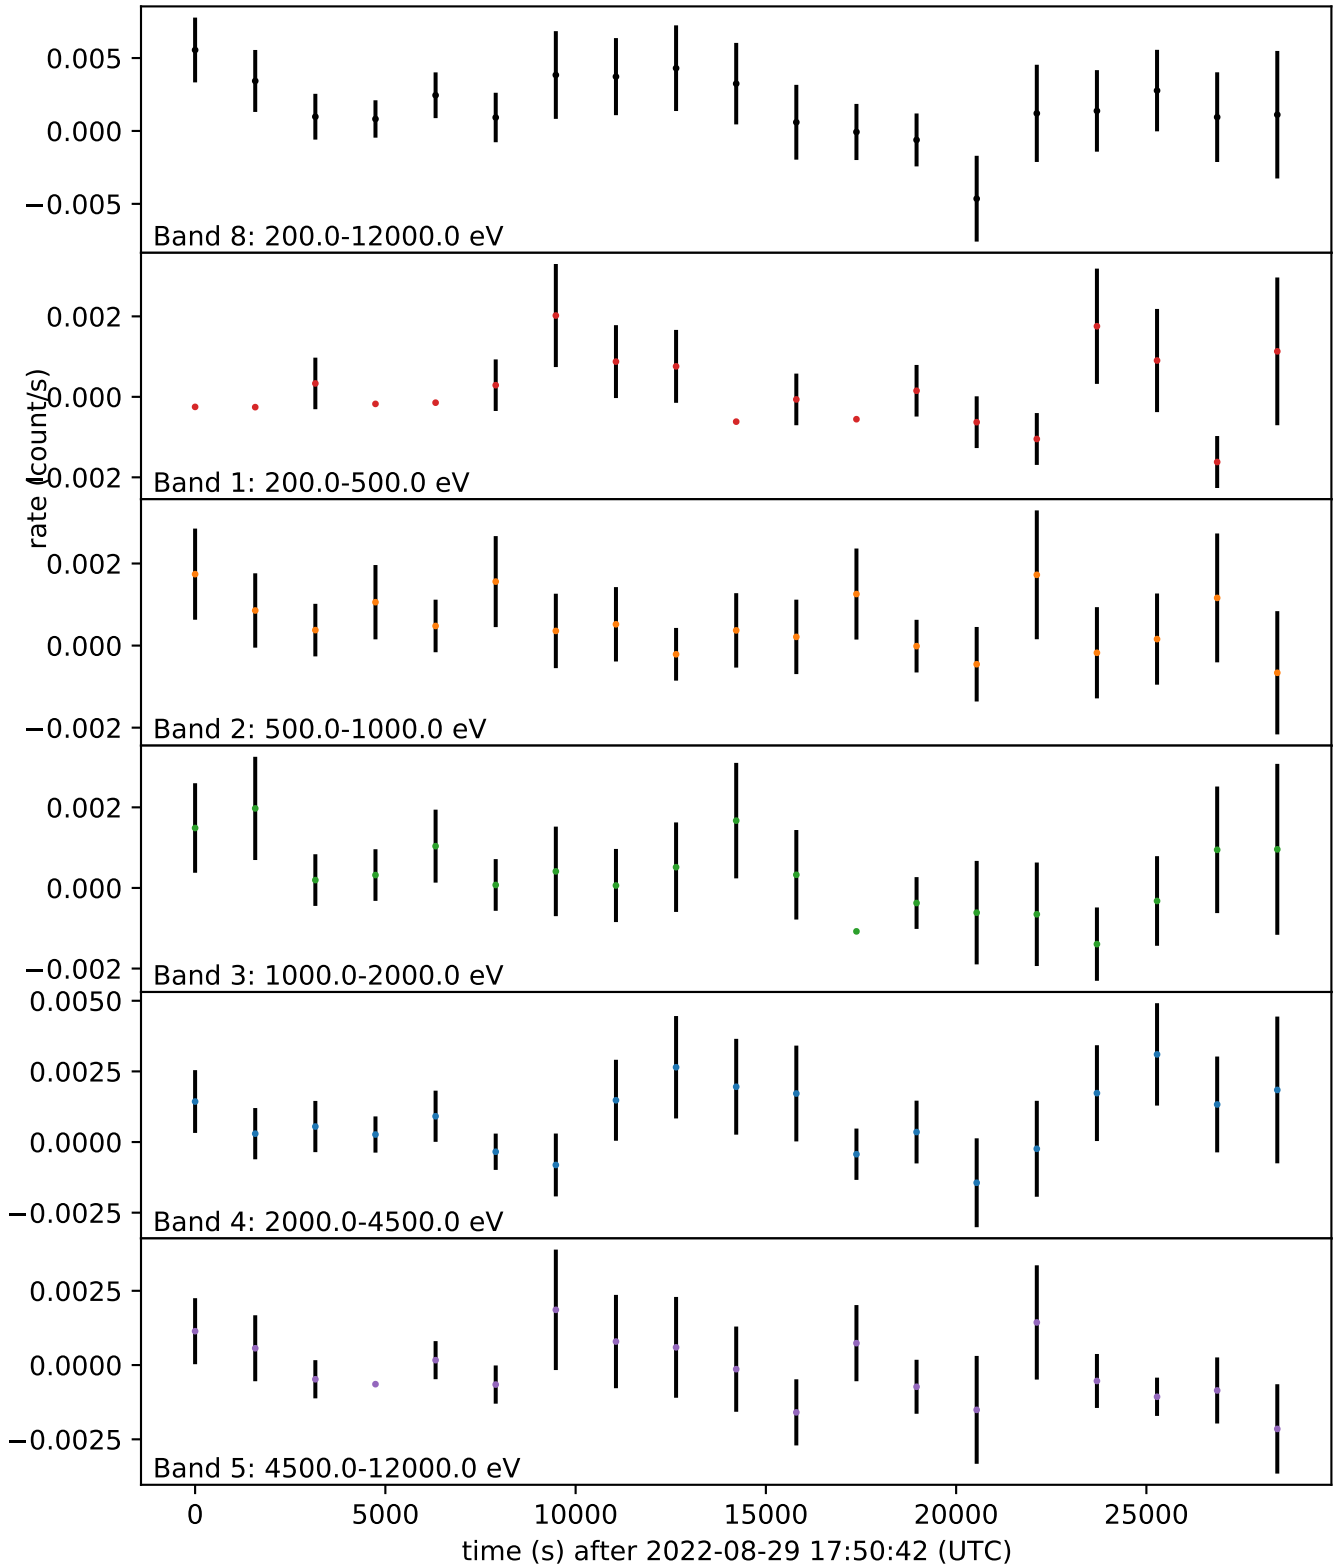 0.005
0.000
−0.005
Band 8: 200.0-12000.0 eV
0.002
0.000
0.002
Band 1: 200.0-500.0 eV
rate (count/s)
0.002
0.000
−0.002
Band 2: 500.0-1000.0 eV
0.002
0.000
−0.002
Band 3: 1000.0-2000.0 eV
0.0050
0.0025
0.0000
−0.0025
Band 4: 2000.0-4500.0 eV
0.0025
0.0000
−0.0025
Band 5: 4500.0-12000.0 eV
0 5000 10000 15000 20000 25000
time (s) after 2022-08-29 17:50:42 (UTC)